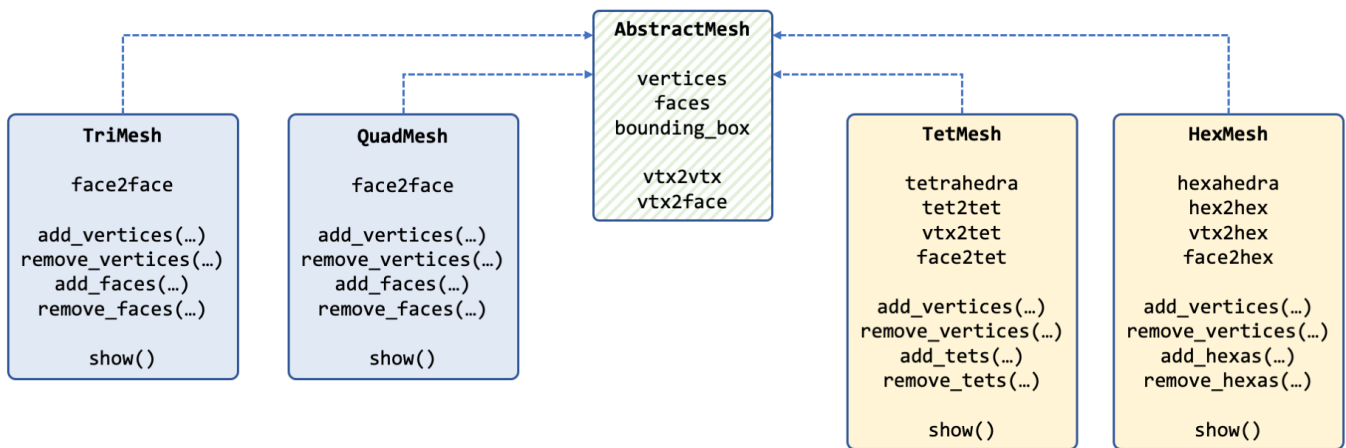 AbstractMesh
vertices
faces
bounding_box
vtx2vtx
vtx2face
TriMesh
face2face
add_vertices(…)
remove_vertices(…)
add_faces(…)
remove_faces(…)
show()
QuadMesh
face2face
add_vertices(…)
remove_vertices(…)
add_faces(…)
remove_faces(…)
show()
TetMesh
tetrahedra
tet2tet
vtx2tet
face2tet
add_vertices(…)
remove_vertices(…)
add_tets(…)
remove_tets(…)
show()
HexMesh
hexahedra
hex2hex
vtx2hex
face2hex
add_vertices(…)
remove_vertices(…)
add_hexas(…)
remove_hexas(…)
show()